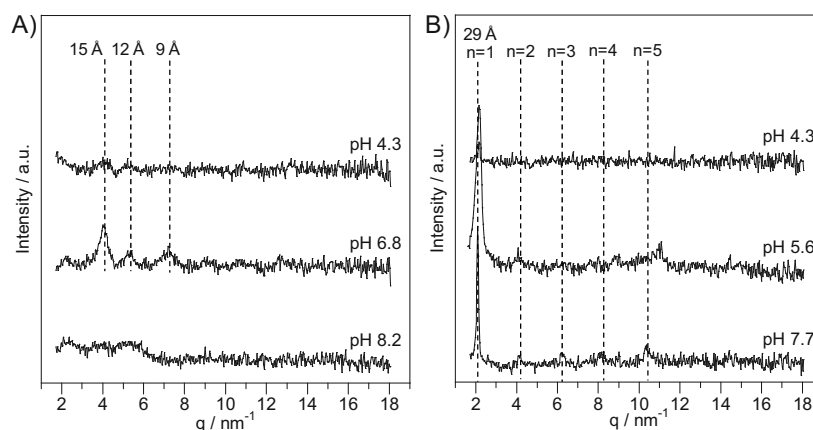 A)
15 Å 12 Å 9 Å
pH 4.3
pH 6.8
pH 8.2
Intensity / a.u.
2 4 6 8 10 12 14 16 18
q / nm⁻¹
B)
29 Å
n=1 n=2 n=3 n=4 n=5
pH 4.3
pH 5.6
pH 7.7
Intensity / a.u.
2 4 6 8 10 12 14 16 18
q / nm⁻¹